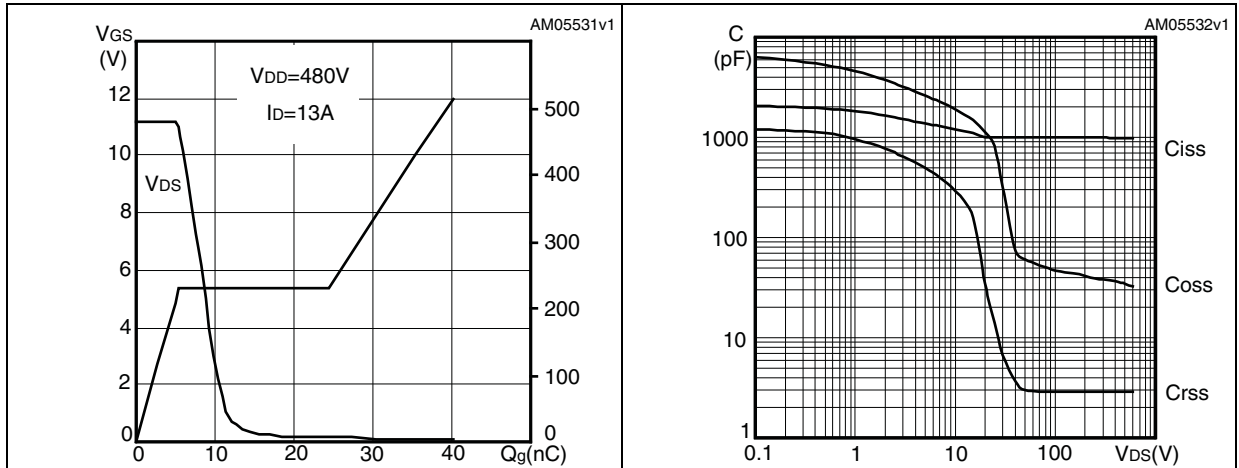 AM05531v1
VGS
(V)
VDD=480V
ID=13A
VDS
12
10
8
6
4
2
0
500
400
300
200
100
0
0 10 20 30 40 Qg(nC)
AM05532v1
C
(pF)
1000
100
10
1
Ciss
Coss
Crss
0.1 1 10 100 VDS(V)